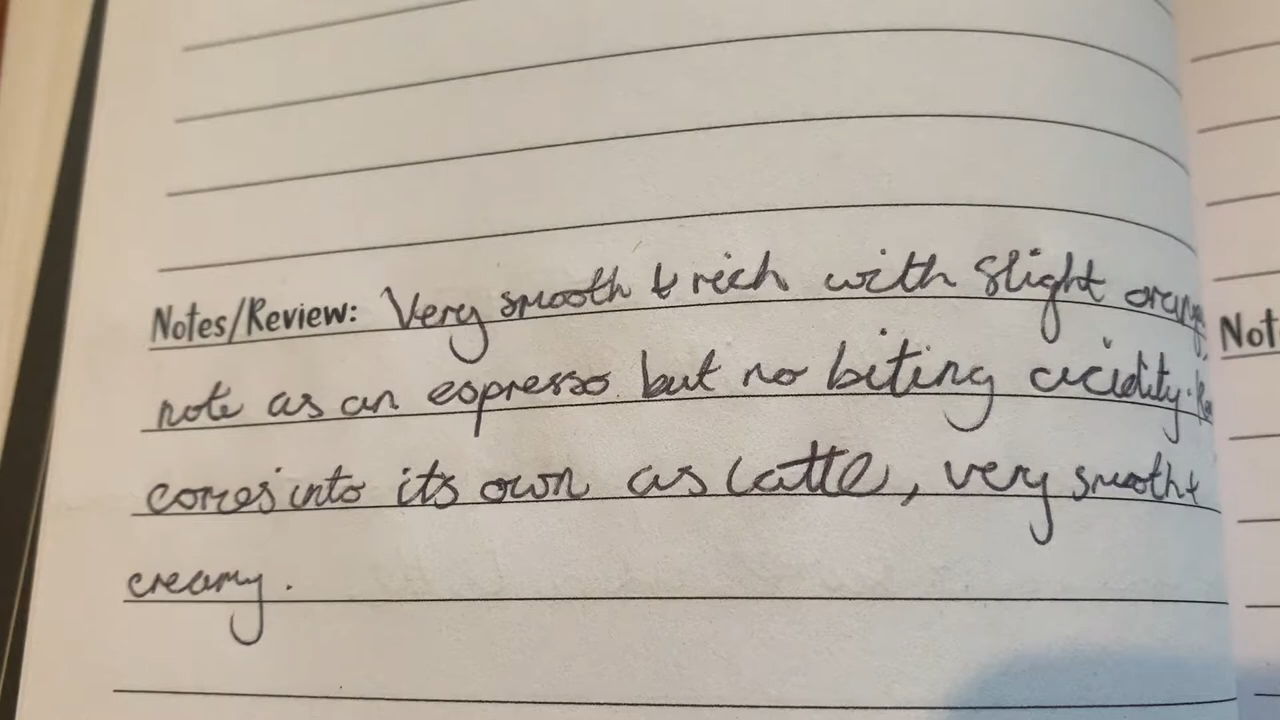 Notes/Review: Very smooth & rich with slight orange
note as an espresso but no biting acidity.
comes into its own as latte, very smooth +
creamy.
Not